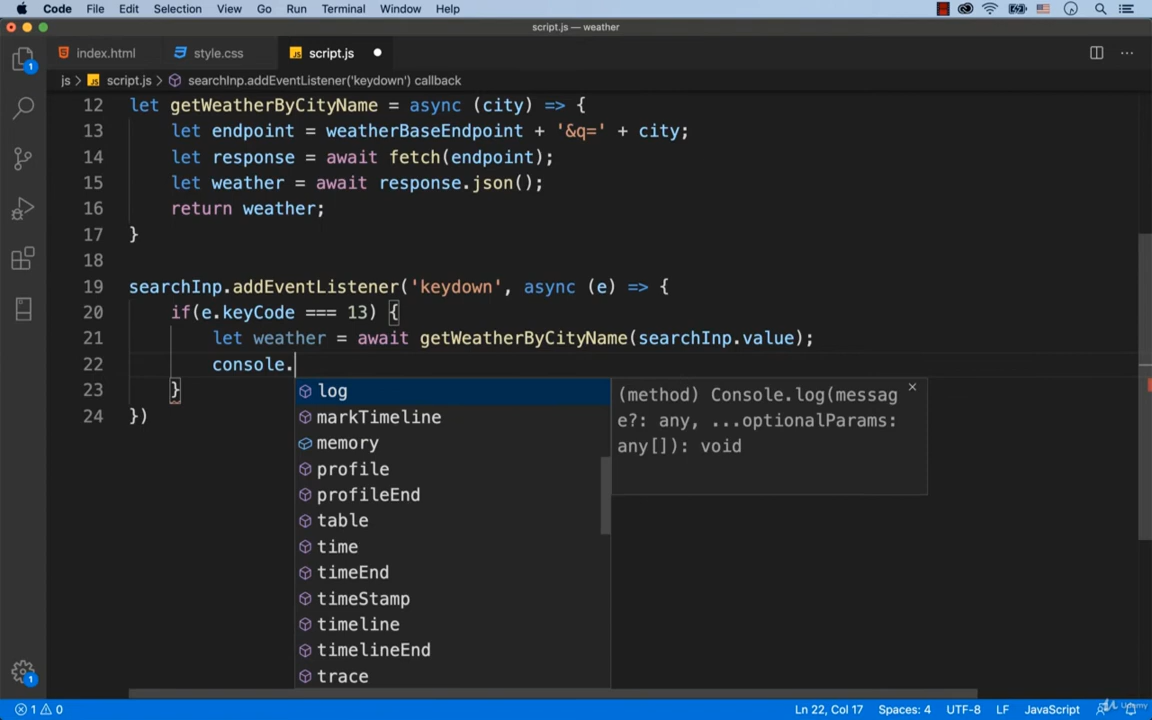 Code File Edit Selection View Go Run Terminal Window Help
script.js — weather
index.html style.css script.js
js > script.js > searchInp.addEventListener('keydown') callback
12 let getWeatherByCityName = async (city) => {
13 let endpoint = weatherBaseEndpoint + '&q=' + city;
14 let response = await fetch(endpoint);
15 let weather = await response.json();
16 return weather;
17 }
18
19 searchInp.addEventListener('keydown', async (e) => {
20 if(e.keyCode === 13) {
21 let weather = await getWeatherByCityName(searchInp.value);
22 console.
23 }
24 })
log
markTimeline
memory
profile
profileEnd
table
time
timeEnd
timeStamp
timeline
timelineEnd
trace
(method) Console.log(messag
e?: any, ...optionalParams:
any[]): void
1
1
1 0 Ln 22, Col 17 Spaces: 4 UTF-8 LF JavaScript
Udemy